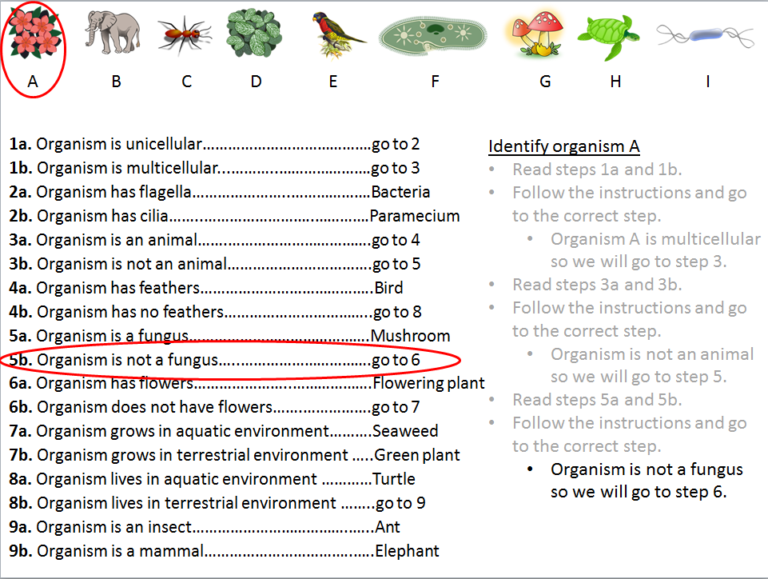 A B C D E F G H I
1a. Organism is unicellular..........................................go to 2
1b. Organism is multicellular.......................................go to 3
2a. Organism has flagella.............................................Bacteria
2b. Organism has cilia..................................................Paramecium
3a. Organism is an animal...........................................go to 4
3b. Organism is not an animal....................................go to 5
4a. Organism has feathers...........................................Bird
4b. Organism has no feathers.....................................go to 8
5a. Organism is a fungus..............................................Mushroom
5b. Organism is not a fungus......................................go to 6
6a. Organism has flowers.............................................Flowering plant
6b. Organism does not have flowers.........................go to 7
7a. Organism grows in aquatic environment..........Seaweed
7b. Organism grows in terrestrial environment .....Green plant
8a. Organism lives in aquatic environment ............Turtle
8b. Organism lives in terrestrial environment ........go to 9
9a. Organism is an insect.............................................Ant
9b. Organism is a mammal..........................................Elephant
Identify organism A
• Read steps 1a and 1b.
• Follow the instructions and go
to the correct step.
• Organism A is multicellular
so we will go to step 3.
• Read steps 3a and 3b.
• Follow the instructions and go
to the correct step.
• Organism is not an animal
so we will go to step 5.
• Read steps 5a and 5b.
• Follow the instructions and go
to the correct step.
• Organism is not a fungus
so we will go to step 6.